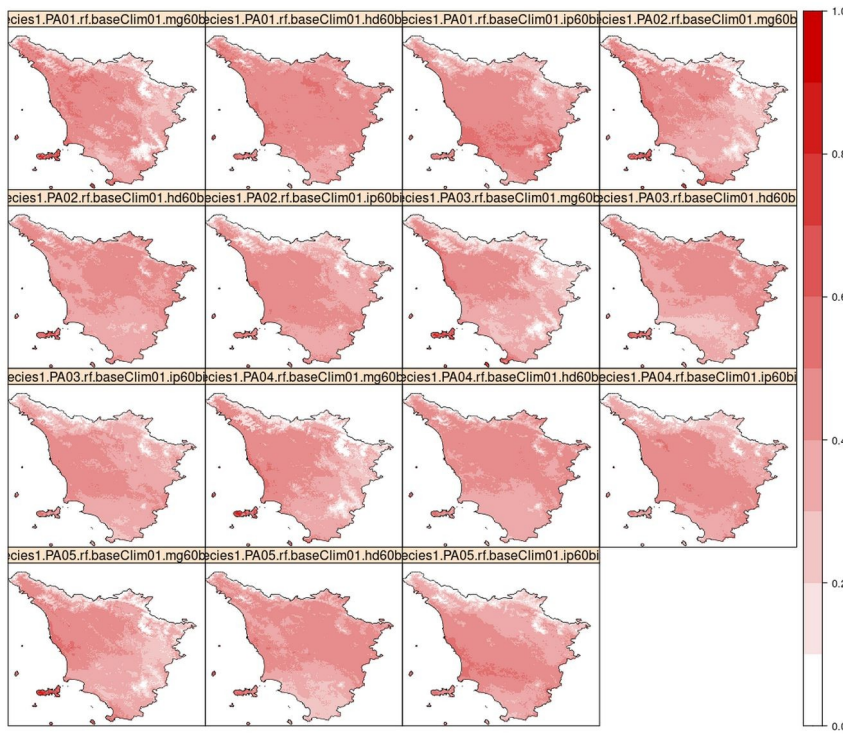 ecies1.PA01.rf.baseClim01.mg60b
ecies1.PA01.rf.baseClim01.hd60b
ecies1.PA01.rf.baseClim01.ip60bi
ecies1.PA02.rf.baseClim01.mg60b
1.0
0.8
ecies1.PA02.rf.baseClim01.hd60b
ecies1.PA02.rf.baseClim01.ip60bi
ecies1.PA03.rf.baseClim01.mg60b
ecies1.PA03.rf.baseClim01.hd60b
0.6
ecies1.PA03.rf.baseClim01.ip60bi
ecies1.PA04.rf.baseClim01.mg60b
ecies1.PA04.rf.baseClim01.hd60b
ecies1.PA04.rf.baseClim01.ip60bi
0.4
ecies1.PA05.rf.baseClim01.mg60b
ecies1.PA05.rf.baseClim01.hd60b
ecies1.PA05.rf.baseClim01.ip60bi
0.2
0.0